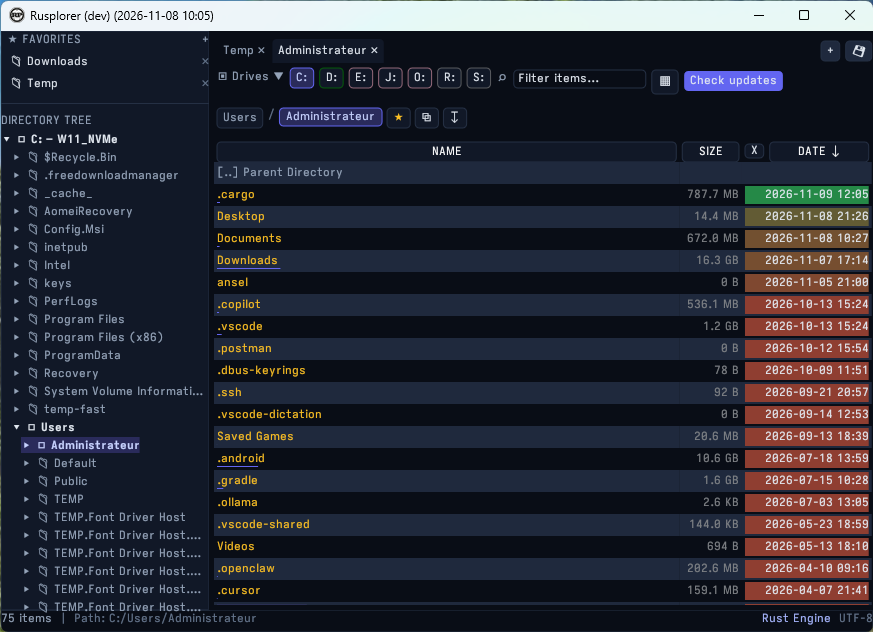 Rusplorer (dev) (2026-11-08 10:05)
★ FAVORITES +
Downloads ×
Temp ×
DIRECTORY TREE
C: — W11_NVMe
$Recycle.Bin
.freedownloadmanager
_cache_
AomeiRecovery
Config.Msi
inetpub
Intel
keys
PerfLogs
Program Files
Program Files (x86)
ProgramData
Recovery
System Volume Informati...
temp-fast
Users
Administrateur
Default
Public
TEMP
TEMP.Font Driver Host
TEMP.Font Driver Host....
TEMP.Font Driver Host....
TEMP.Font Driver Host....
TEMP.Font Driver Host....
TEMP.Font Driver Host....
Temp × Administrateur × +
Drives ▼ C: D: E: J: O: R: S: Filter items... Check updates
Users / Administrateur ★
NAME SIZE X DATE ↓
[..] Parent Directory
.cargo 787.7 MB 2026-11-09 12:05
Desktop 14.4 MB 2026-11-08 21:26
Documents 672.0 MB 2026-11-08 10:27
Downloads 16.3 GB 2026-11-07 17:14
ansel 0 B 2026-11-05 21:00
.copilot 536.1 MB 2026-10-13 15:24
.vscode 1.2 GB 2026-10-13 15:24
.postman 0 B 2026-10-12 15:54
.dbus-keyrings 78 B 2026-10-09 11:51
.ssh 92 B 2026-09-21 20:57
.vscode-dictation 0 B 2026-09-14 12:53
Saved Games 20.6 MB 2026-09-13 18:39
.android 10.6 GB 2026-07-18 13:59
.gradle 1.6 GB 2026-07-15 10:28
.ollama 2.6 KB 2026-07-03 13:05
.vscode-shared 144.0 KB 2026-05-23 18:59
Videos 694 B 2026-05-13 18:10
.openclaw 202.6 MB 2026-04-10 09:16
.cursor 159.1 MB 2026-04-07 21:41
75 items | Path: C:/Users/Administrateur Rust Engine UTF-8